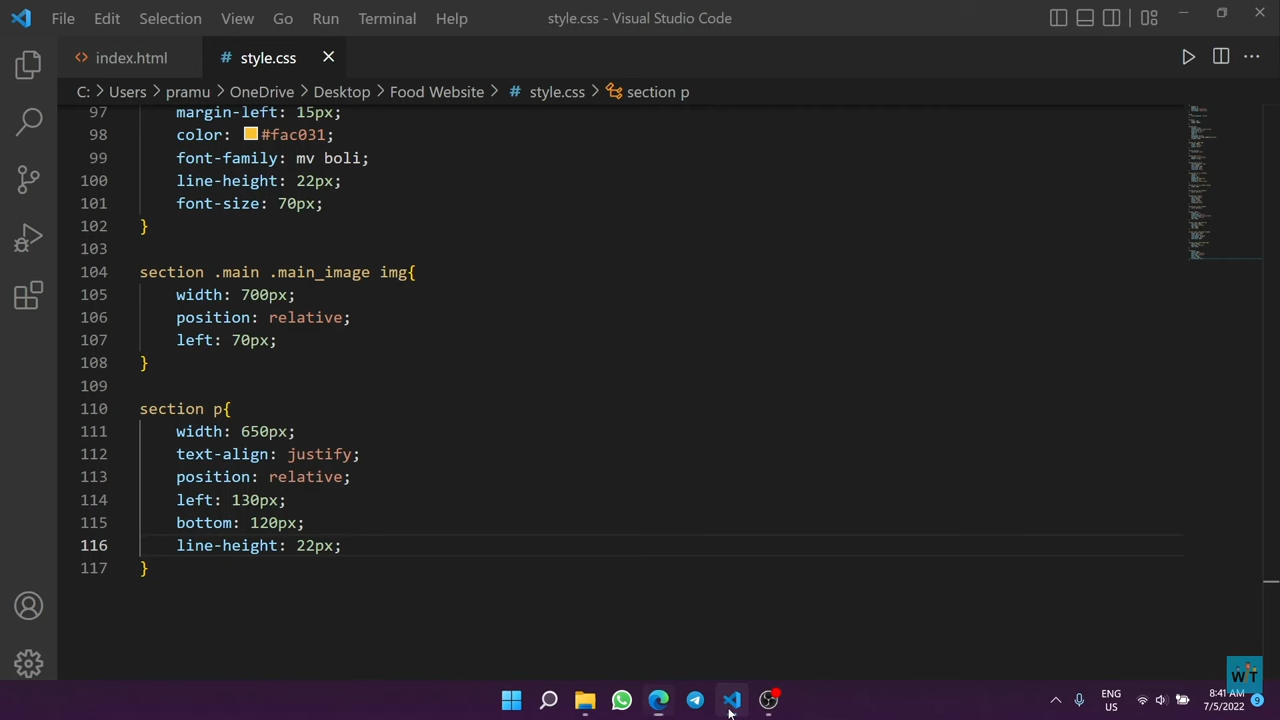 File Edit Selection View Go Run Terminal Help style.css - Visual Studio Code
<> index.html # style.css
C: > Users > pramu > OneDrive > Desktop > Food Website > # style.css > section p
97 margin-left: 15px;
98 color: #fac031;
99 font-family: mv boli;
100 line-height: 22px;
101 font-size: 70px;
102 }
103
104 section .main .main_image img{
105 width: 700px;
106 position: relative;
107 left: 70px;
108 }
109
110 section p{
111 width: 650px;
112 text-align: justify;
113 position: relative;
114 left: 130px;
115 bottom: 120px;
116 line-height: 22px;
117 }
WT
ENG
US
8:41 AM
7/5/2022
9